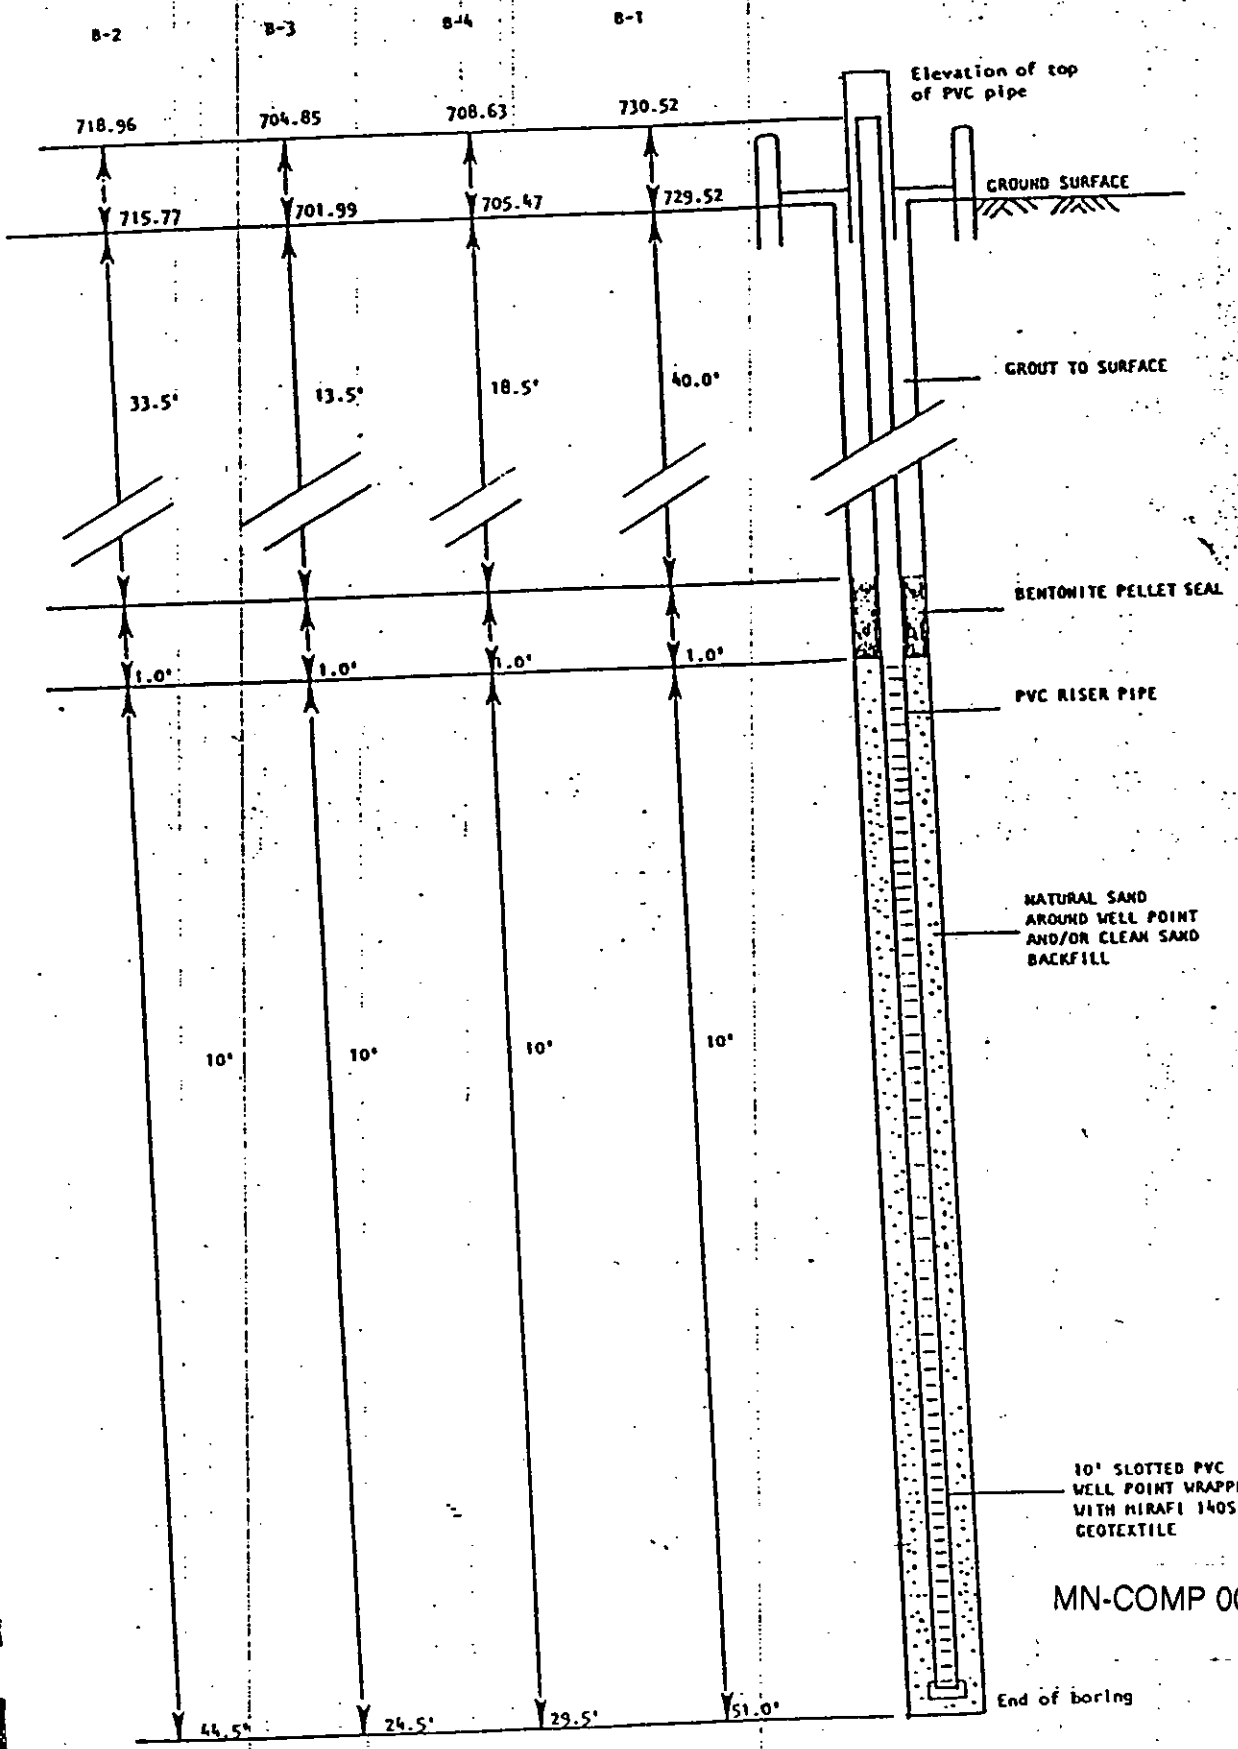 B-2 B-3 B-4 B-1
Elevation of top
of PVC pipe
718.96 704.85 708.63 730.52
GROUND SURFACE
715.77 701.99 705.47 729.52
GROUT TO SURFACE
33.5' 13.5' 18.5' 40.0'
BENTONITE PELLET SEAL
1.0' 1.0' 1.0' 1.0'
PVC RISER PIPE
NATURAL SAND
AROUND WELL POINT
AND/OR CLEAN SAND
BACKFILL
10' 10' 10' 10'
10' SLOTTED PVC
WELL POINT WRAPP
WITH MIRAFI 140S
GEOTEXTILE
MN-COMP 00
End of boring
44.5' 24.5' 29.5' 51.0'